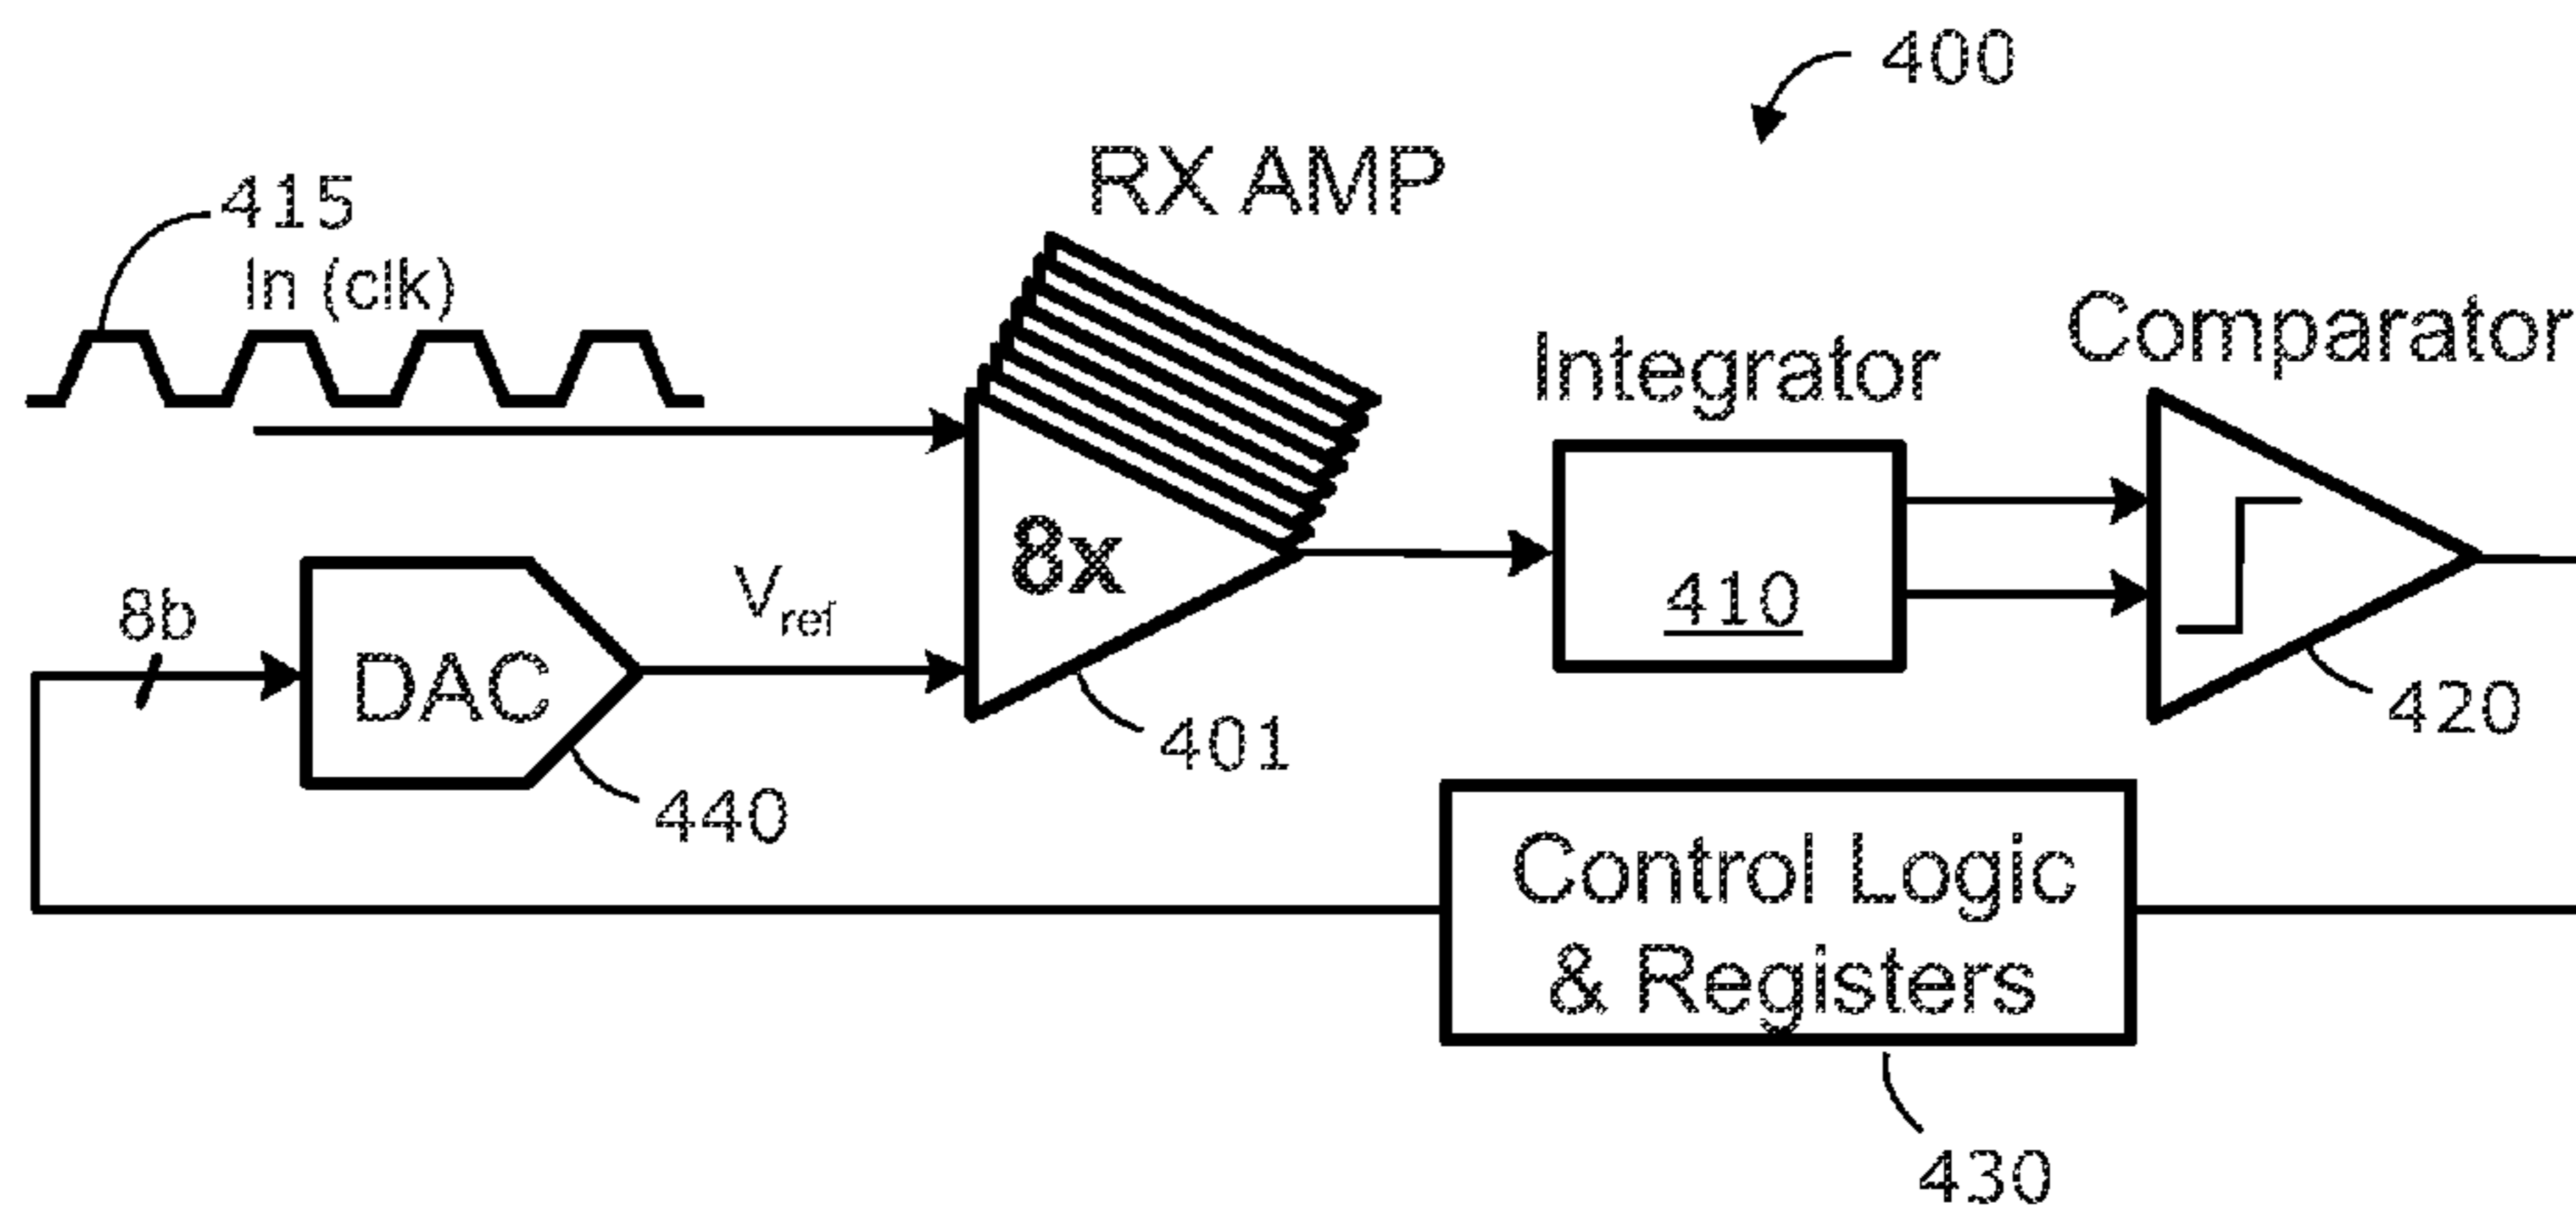 400
RX AMP
415
In (clk)
Integrator
Comparator
8x
8b
V_ref
410
DAC
401
420
440
Control Logic
& Registers
430